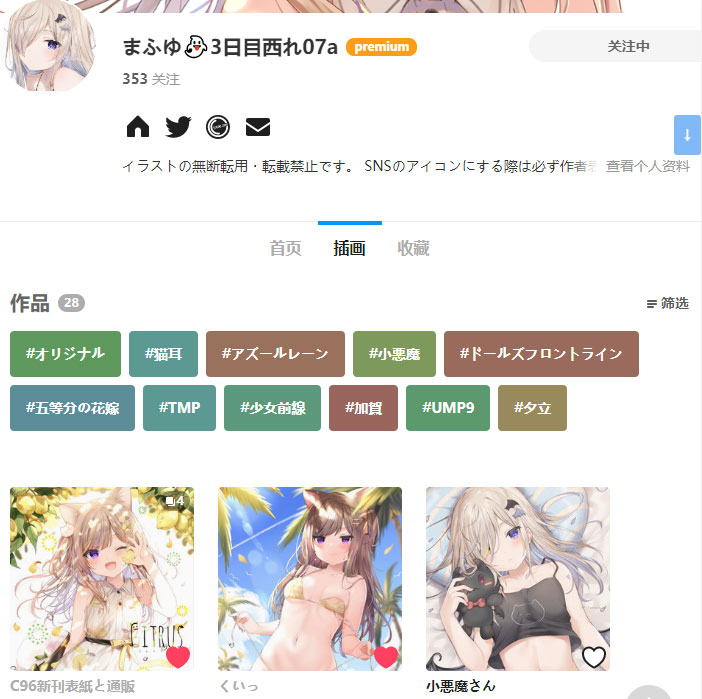 まふゆ👻3日目西れ07a premium
关注中
353 关注
イラストの無断転用・転載禁止です。 SNSのアイコンにする際は必ず作者 查看个人资料
首页 插画 收藏
作品 28
筛选
#オリジナル #猫耳 #アズールレーン #小悪魔 #ドールズフロントライン
#五等分の花嫁 #TMP #少女前線 #加賀 #UMP9 #夕立
4
CITRUS
C96新刊表紙と通販 くいっ 小悪魔さん